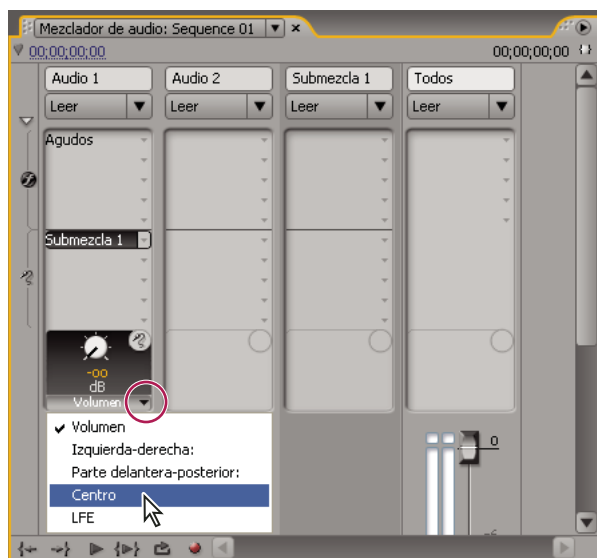 Mezclador de audio: Sequence 01
00;00;00;00
00;00;00;00
Audio 1
Audio 2
Submezcla 1
Todos
Leer
Leer
Leer
Leer
Agudos
Submezcla 1
-oo
dB
Volumen
Volumen
Izquierda-derecha:
Parte delantera-posterior:
Centro
LFE
0
-6